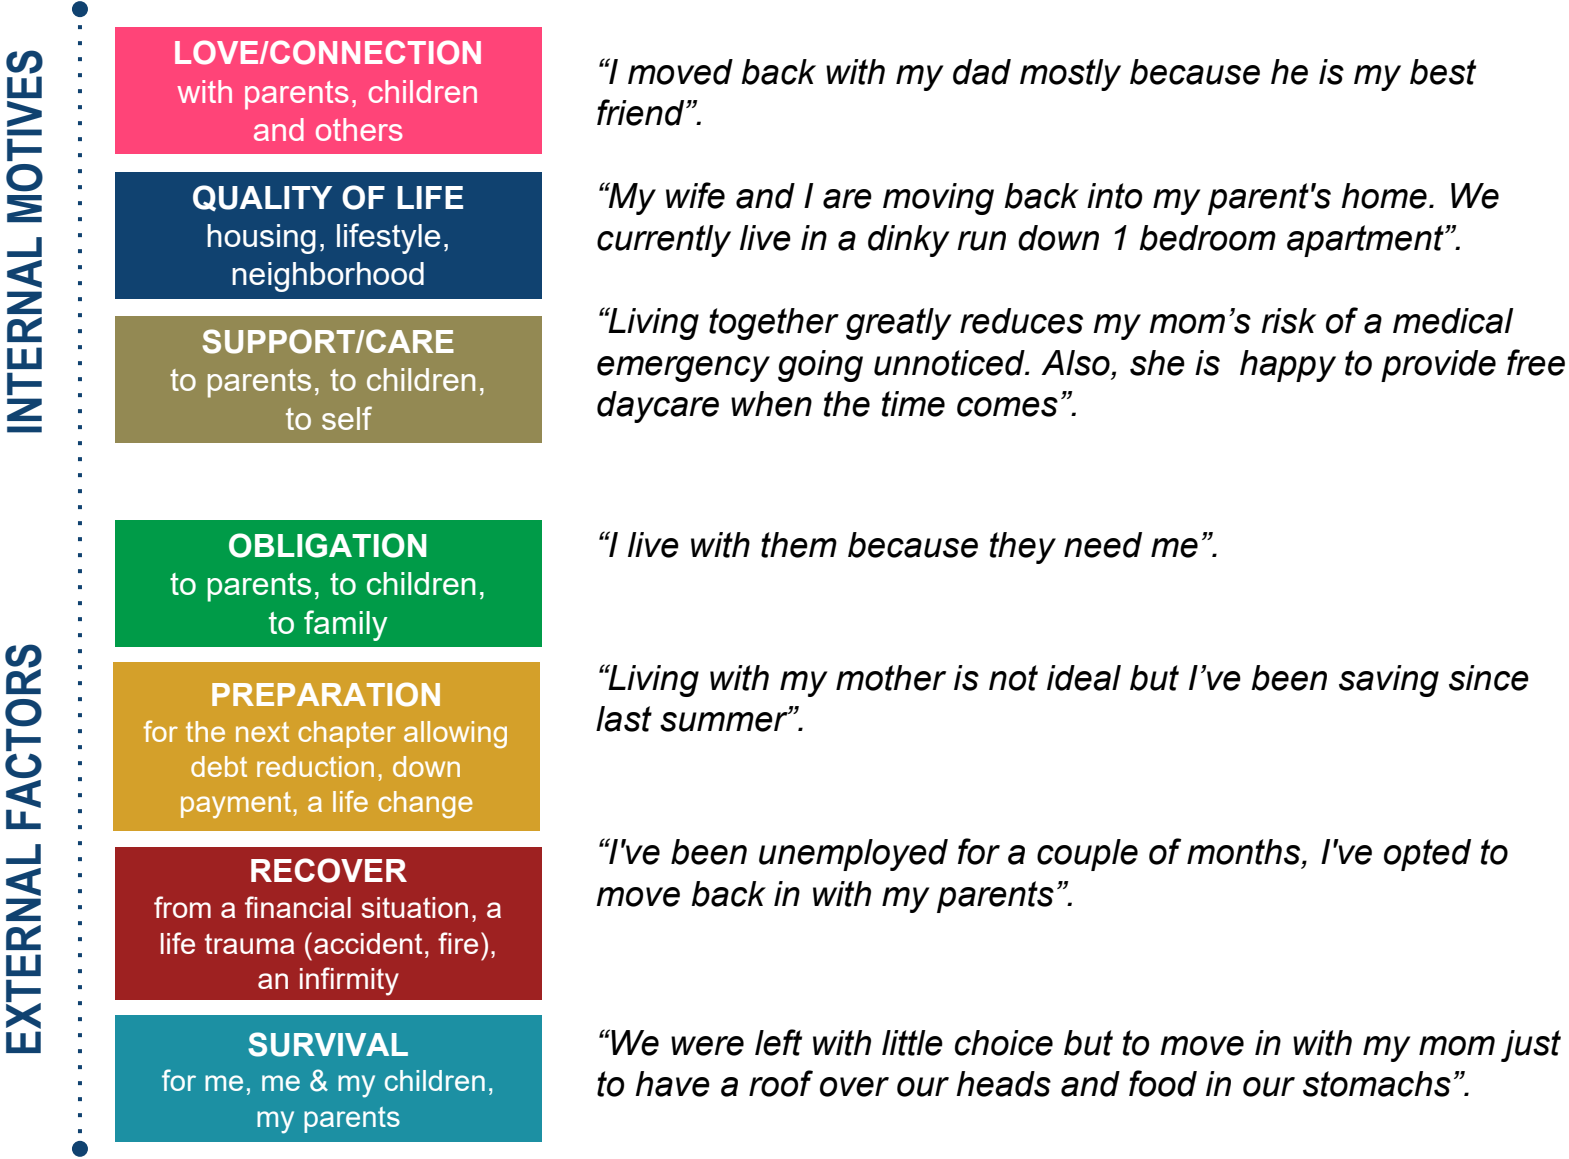 INTERNAL MOTIVES
LOVE/CONNECTION
with parents, children
and others
“I moved back with my dad mostly because he is my best
friend”.
QUALITY OF LIFE
housing, lifestyle,
neighborhood
“My wife and I are moving back into my parent's home. We
currently live in a dinky run down 1 bedroom apartment”.
SUPPORT/CARE
to parents, to children,
to self
“Living together greatly reduces my mom’s risk of a medical
emergency going unnoticed. Also, she is  happy to provide free
daycare when the time comes”.
EXTERNAL FACTORS
OBLIGATION
to parents, to children,
to family
“I live with them because they need me”.
PREPARATION
for the next chapter allowing
debt reduction, down
payment, a life change
“Living with my mother is not ideal but I’ve been saving since
last summer”.
RECOVER
from a financial situation, a
life trauma (accident, fire),
an infirmity
“I've been unemployed for a couple of months, I've opted to
move back in with my parents”.
SURVIVAL
for me, me & my children,
my parents
“We were left with little choice but to move in with my mom just
to have a roof over our heads and food in our stomachs”.